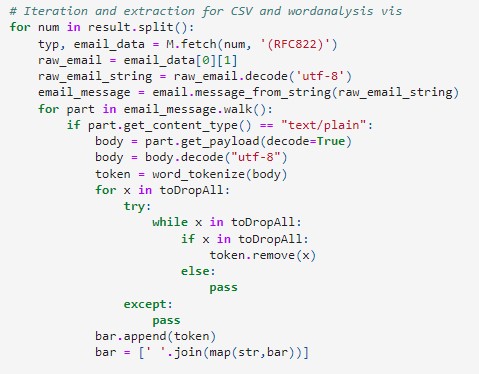 # Iteration and extraction for CSV and wordanalysis vis
for num in result.split():
    typ, email_data = M.fetch(num, '(RFC822)')
    raw_email = email_data[0][1]
    raw_email_string = raw_email.decode('utf-8')
    email_message = email.message_from_string(raw_email_string)
    for part in email_message.walk():
        if part.get_content_type() == "text/plain":
            body = part.get_payload(decode=True)
            body = body.decode("utf-8")
            token = word_tokenize(body)
            for x in toDropAll:
                try:
                    while x in toDropAll:
                        if x in toDropAll:
                            token.remove(x)
                        else:
                            pass
                except:
                    pass
            bar.append(token)
            bar = [' '.join(map(str,bar))]